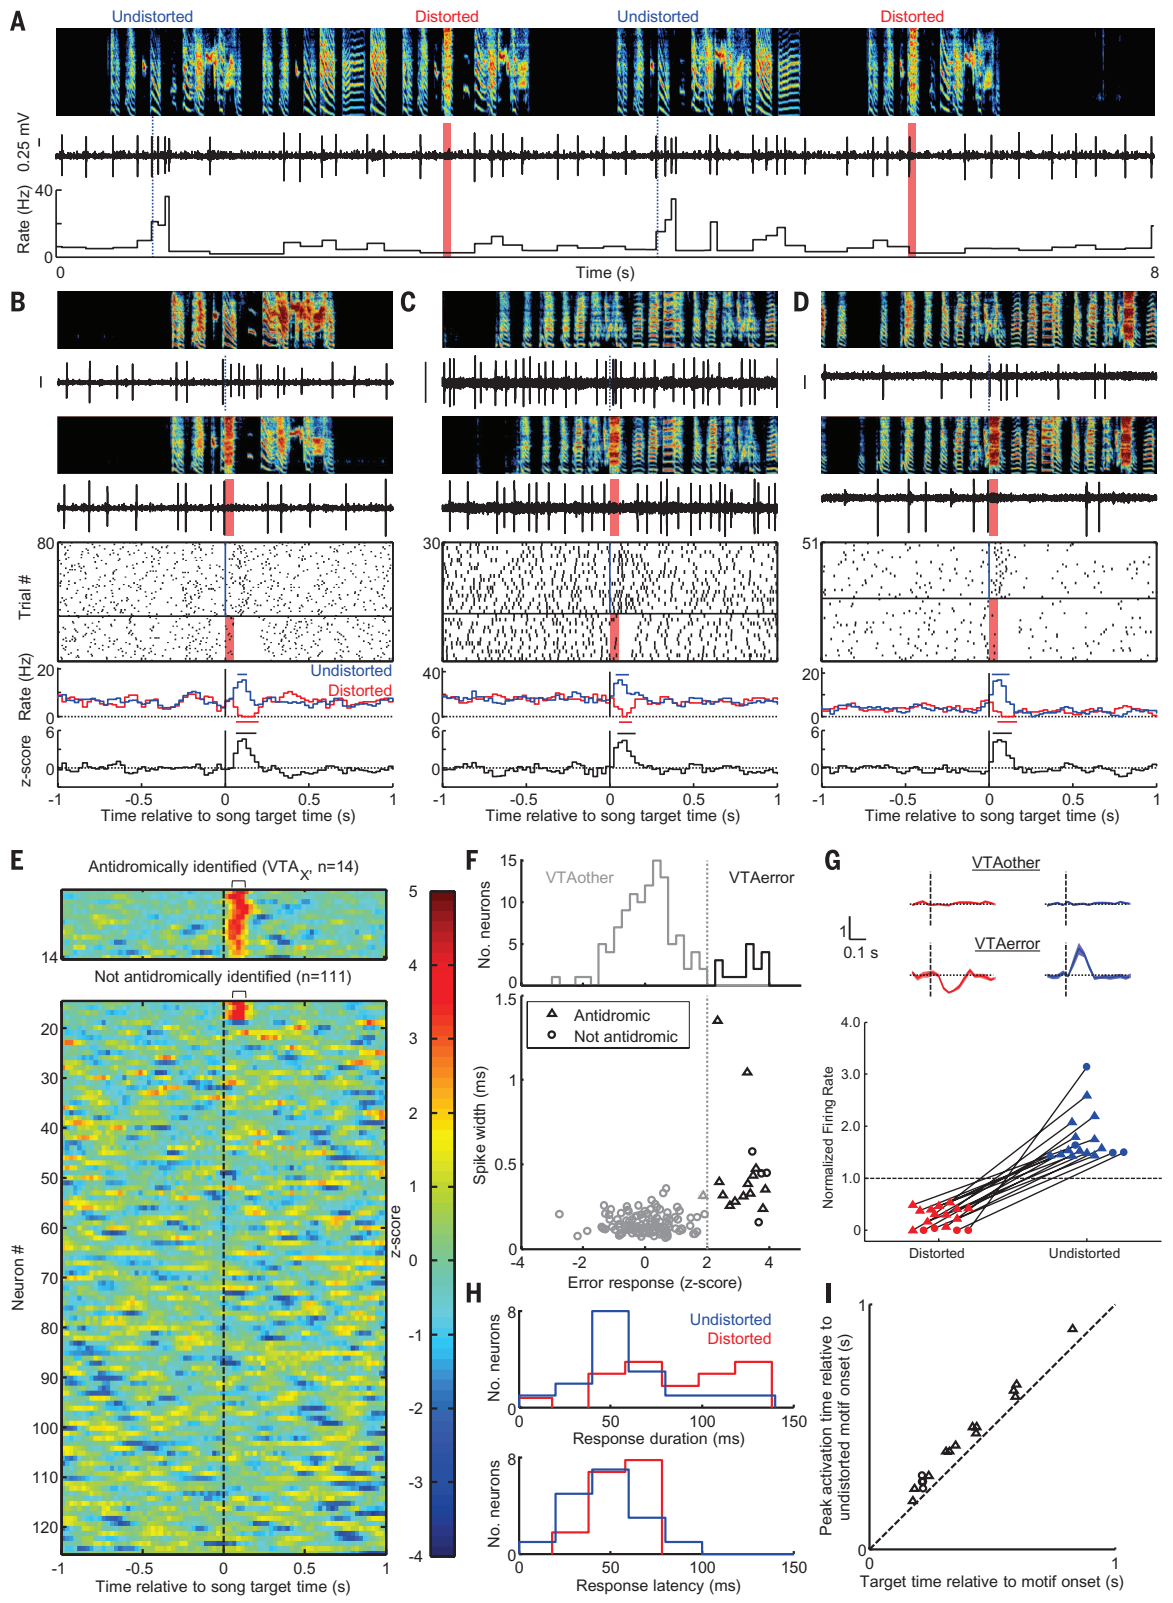 A
Undistorted
Distorted
Undistorted
Distorted
0.25 mV
Rate (Hz)
40
0
0
Time (s)
8
B
C
D
Trial #
80
30
51
Rate (Hz)
20
0
Undistorted
Distorted
40
0
20
0
z-score
6
0
6
0
6
0
-1
-0.5
0
0.5
1
Time relative to song target time (s)
-1
-0.5
0
0.5
1
Time relative to song target time (s)
-1
-0.5
0
0.5
1
Time relative to song target time (s)
E
Antidromically identified (VTAX, n=14)
14
Not antidromically identified (n=111)
Neuron #
20
30
40
50
60
70
80
90
100
110
120
-1
-0.5
0
0.5
1
Time relative to song target time (s)
5
4
3
2
1
0
-1
-2
-3
-4
z-score
F
No. neurons
15
10
5
0
VTAother
VTAerror
Spike width (ms)
1.5
1
0.5
0
Antidromic
Not antidromic
-4
-2
0
2
4
Error response (z-score)
G
VTAother
1
0.1 s
VTAerror
Normalized Firing Rate
4.0
3.0
2.0
1.0
0
Distorted
Undistorted
H
No. neurons
8
0
Undistorted
Distorted
0
50
100
150
Response duration (ms)
No. neurons
8
0
0
50
100
150
Response latency (ms)
I
Peak activation time relative to
undistorted motif onset (s)
1
0
0
1
Target time relative to motif onset (s)